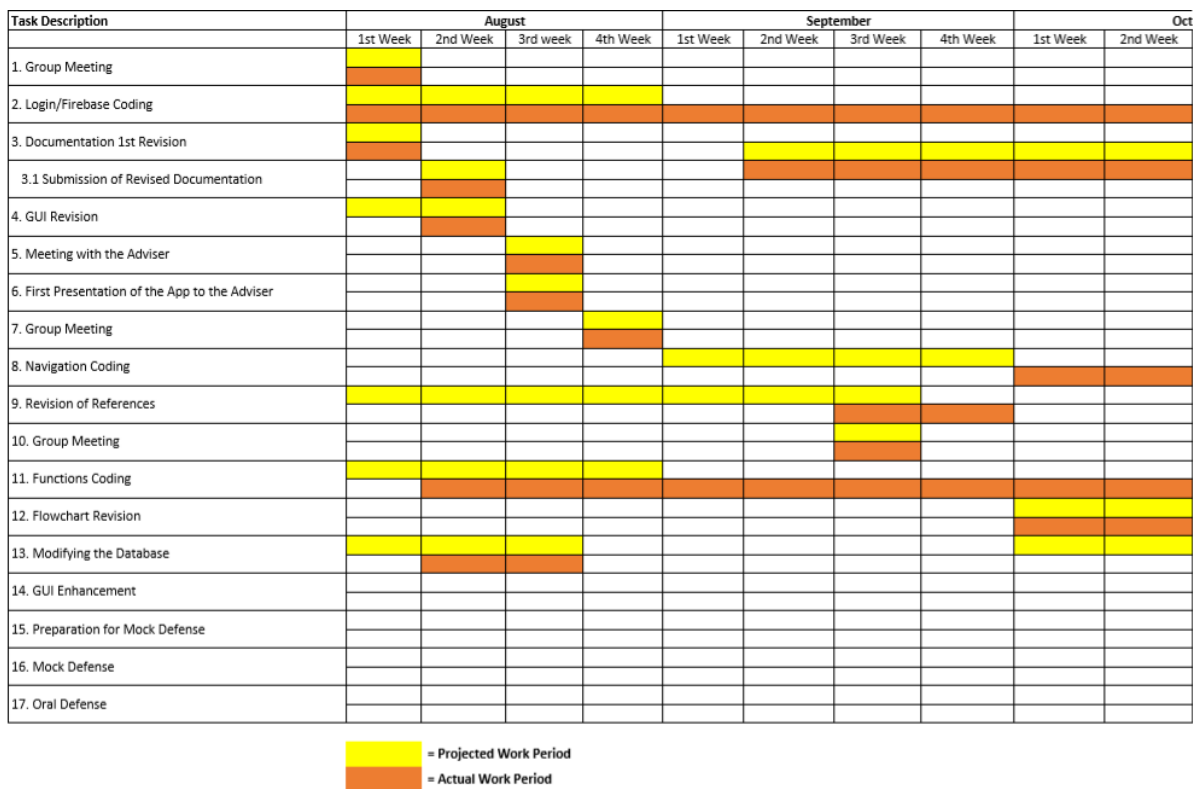 Task Description August September Oct
1st Week 2nd Week 3rd week 4th Week 1st Week 2nd Week 3rd Week 4th Week 1st Week 2nd Week
1. Group Meeting
2. Login/Firebase Coding
3. Documentation 1st Revision
3.1 Submission of Revised Documentation
4. GUI Revision
5. Meeting with the Adviser
6. First Presentation of the App to the Adviser
7. Group Meeting
8. Navigation Coding
9. Revision of References
10. Group Meeting
11. Functions Coding
12. Flowchart Revision
13. Modifying the Database
14. GUI Enhancement
15. Preparation for Mock Defense
16. Mock Defense
17. Oral Defense
= Projected Work Period
= Actual Work Period